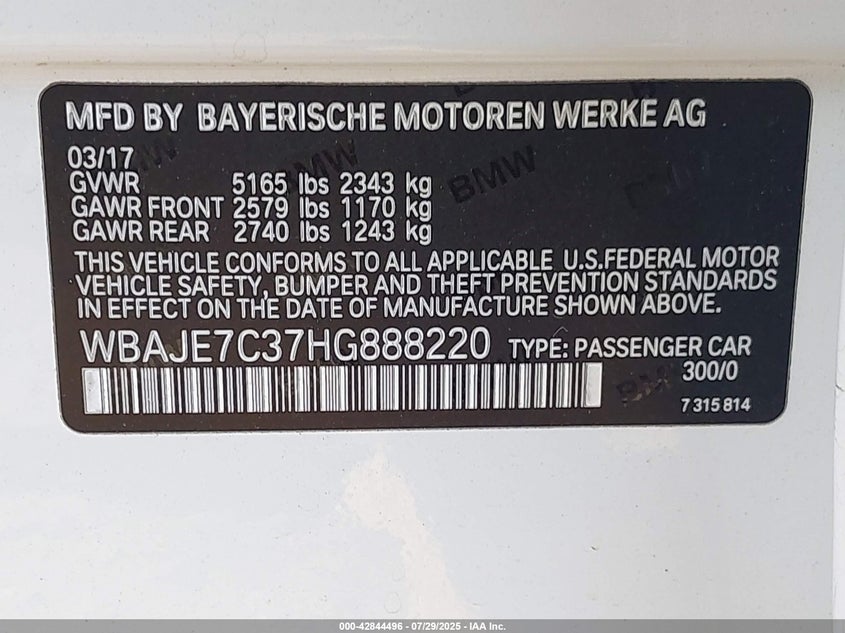 MFD BY BAYERISCHE MOTOREN WERKE AG
03/17
GVWR 5165 lbs 2343 kg
GAWR FRONT 2579 lbs 1170 kg
GAWR REAR 2740 lbs 1243 kg
THIS VEHICLE CONFORMS TO ALL APPLICABLE U.S.FEDERAL MOTOR
VEHICLE SAFETY, BUMPER AND THEFT PREVENTION STANDARDS
IN EFFECT ON THE DATE OF MANUFACTURE SHOWN ABOVE.
WBAJE7C37HG888220 TYPE: PASSENGER CAR
300/0
7 315 814
BMW
BMW
BMW
000-42844496 - 07/29/2025 - IAA Inc.